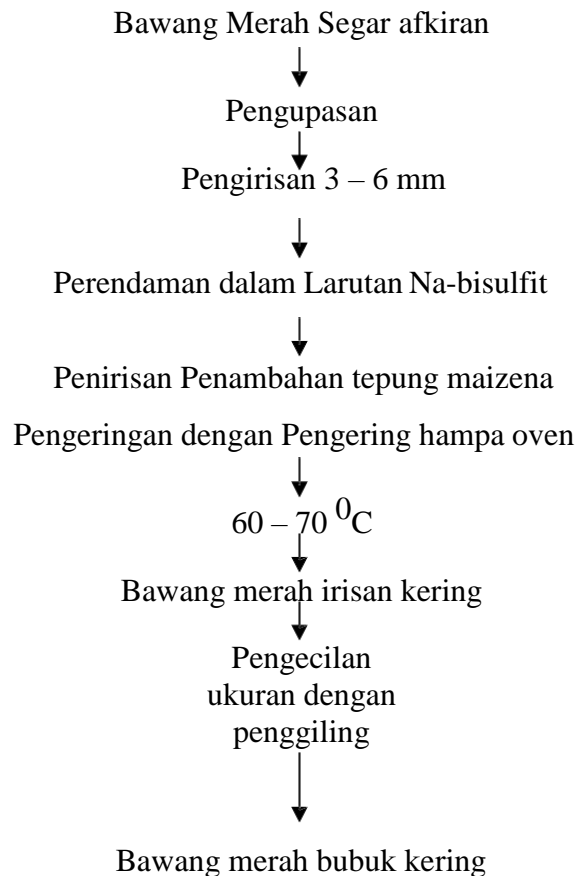 Bawang Merah Segar afkiran
Pengupasan
Pengirisan 3 – 6 mm
Perendaman dalam Larutan Na-bisulfit
Penirisan Penambahan tepung maizena
Pengeringan dengan Pengering hampa oven
60 – 70 ⁰C
Bawang merah irisan kering
Pengecilan
ukuran dengan
penggiling
Bawang merah bubuk kering